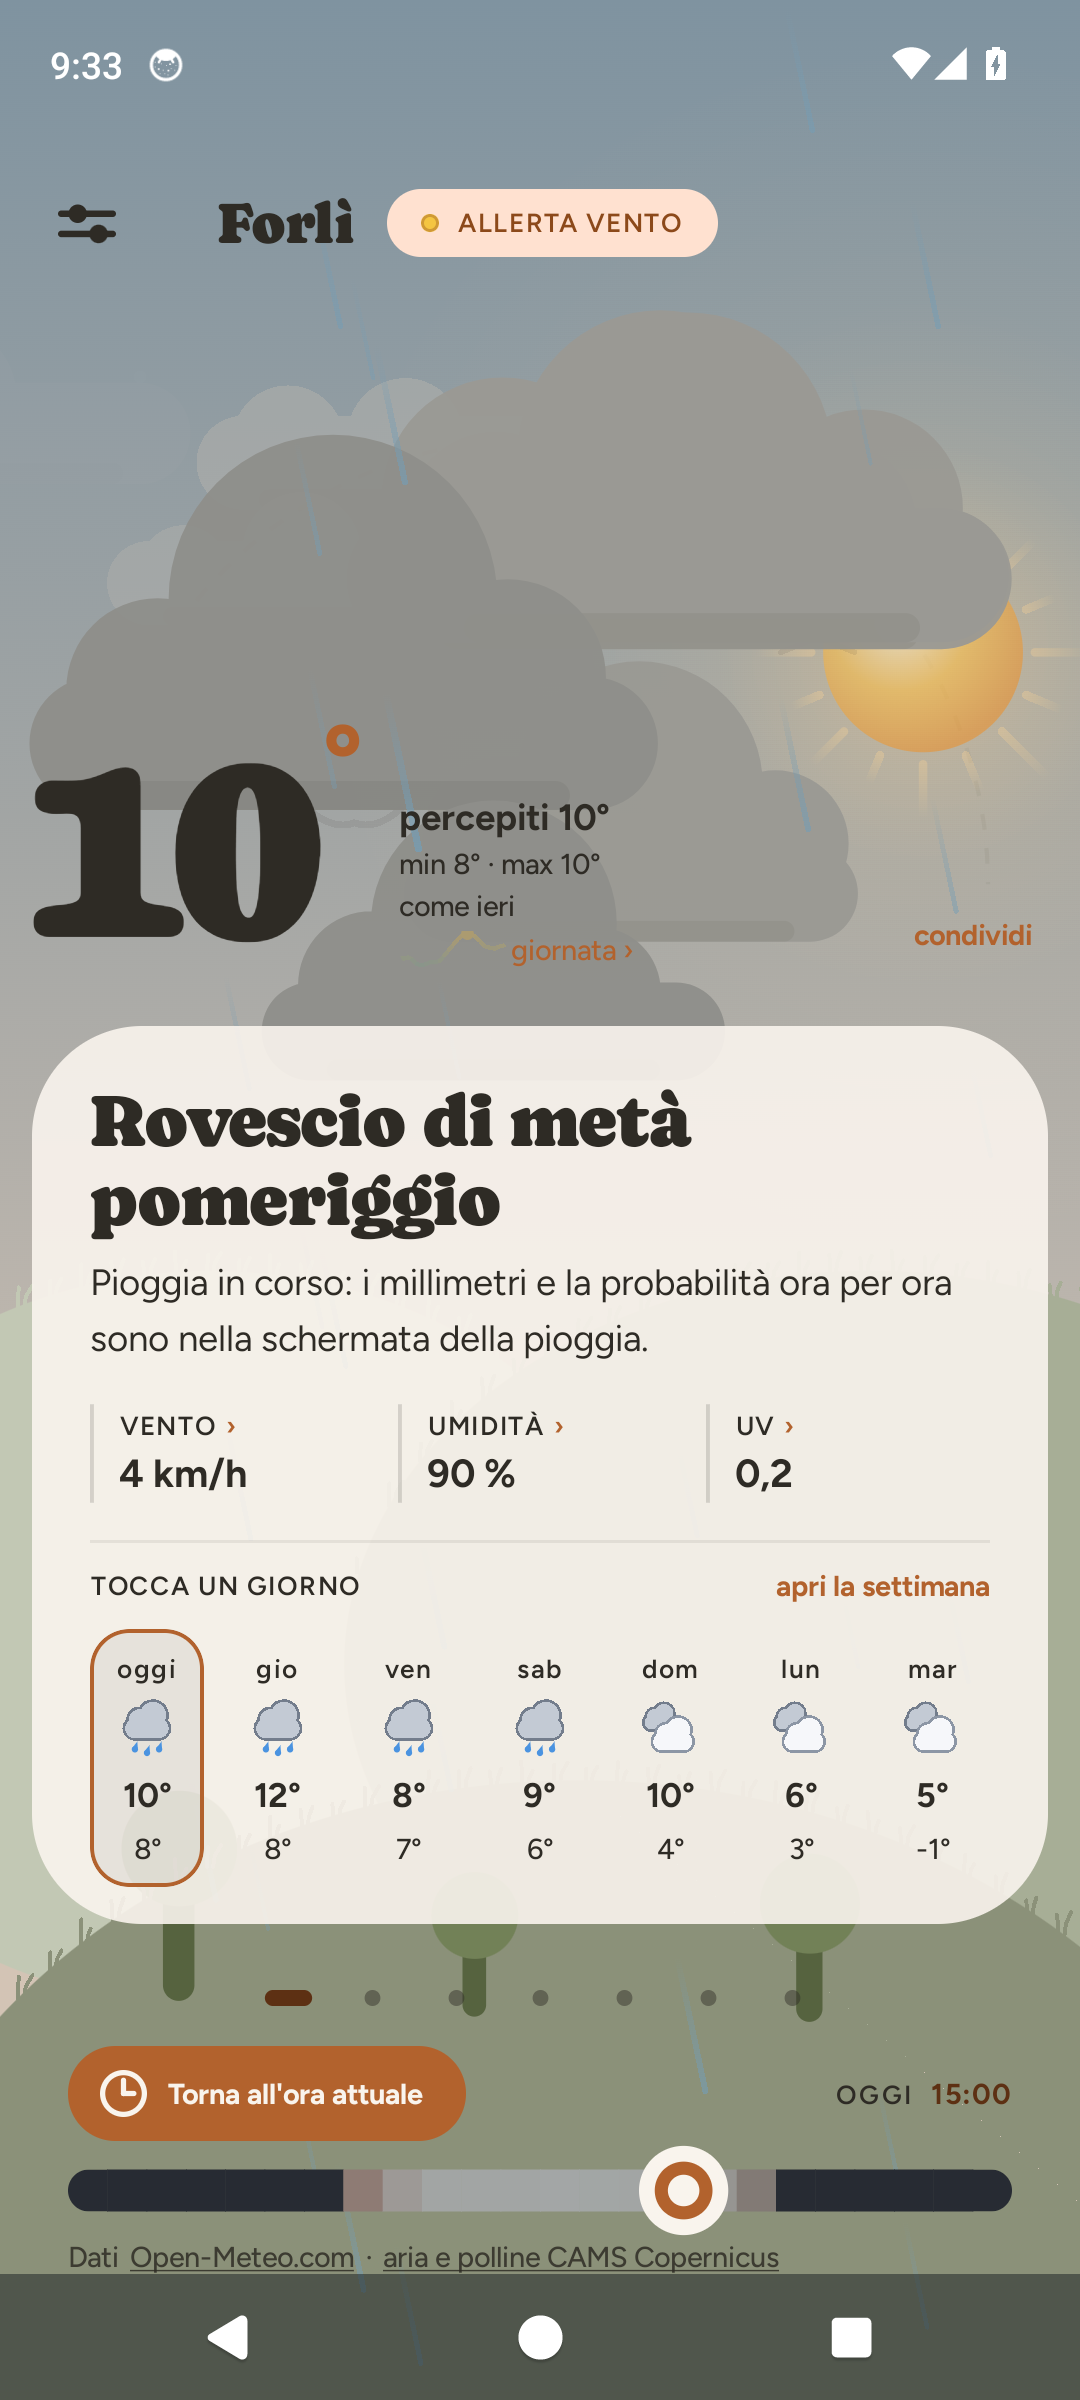 9:33
Forlì
ALLERTA VENTO
10°
percepiti 10°
min 8° · max 10°
come ieri
giornata ›
condividi
Rovescio di metà
pomeriggio
Pioggia in corso: i millimetri e la probabilità ora per ora
sono nella schermata della pioggia.
VENTO › UMIDITÀ › UV ›
4 km/h 90 % 0,2
TOCCA UN GIORNO apri la settimana
oggi gio ven sab dom lun mar
10° 12° 8° 9° 10° 6° 5°
8° 8° 7° 6° 4° 3° -1°
Torna all'ora attuale OGGI 15:00
Dati Open-Meteo.com · aria e polline CAMS Copernicus